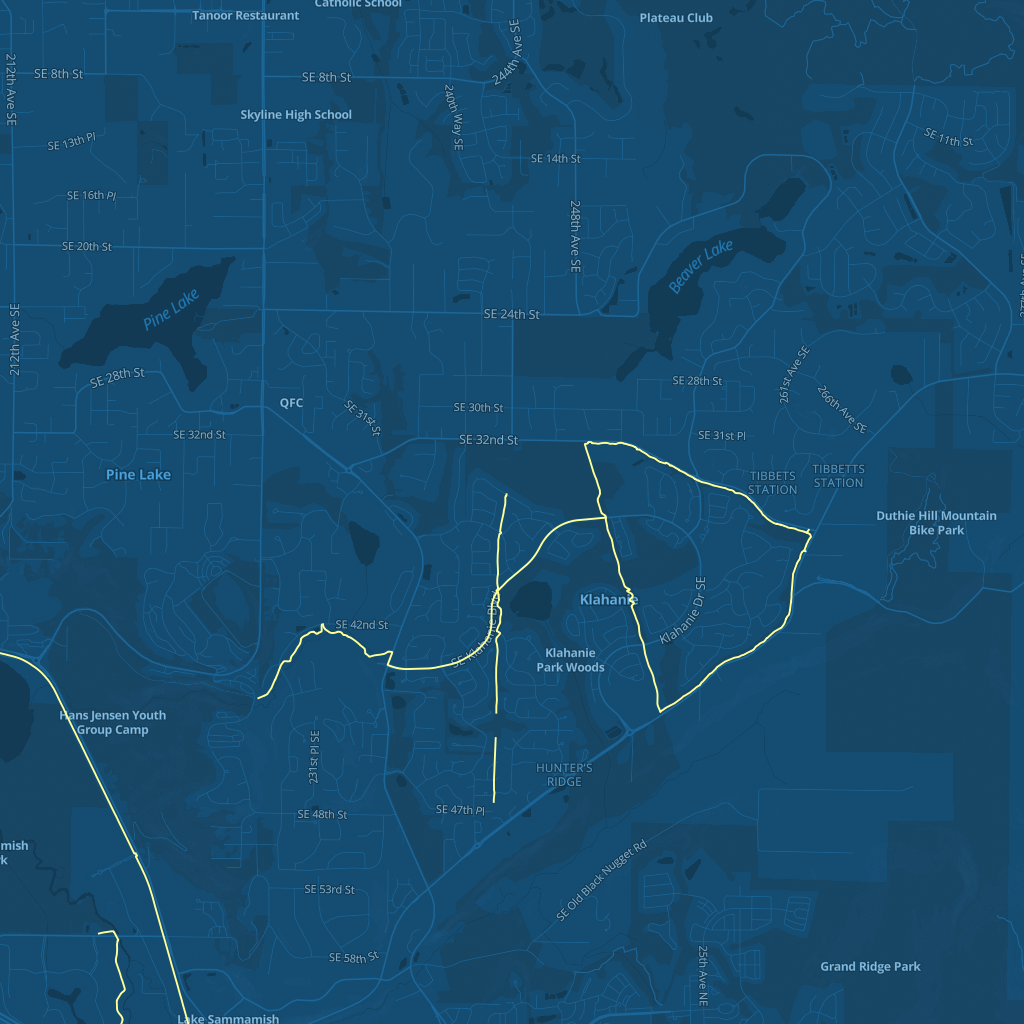 Catholic School
Tanoor Restaurant
Plateau Club
244th Ave SE
212th Ave SE
SE 8th St
SE 8th St
240th Way SE
Skyline High School
SE 11th St
SE 13th Pl
SE 14th St
SE 16th Pl
248th Ave SE
SE 20th St
Beaver Lake
Pine Lake
212th Ave SE
SE 24th St
SE 28th St
SE 28th St
261st Ave SE
266th Ave SE
QFC
SE 31st St
SE 30th St
SE 32nd St
SE 32nd St
SE 31st Pl
Pine Lake
TIBBETS
STATION
TIBBETTS
STATION
Duthie Hill Mountain
Bike Park
Klahanie
Klahanie Dr SE
SE Klahanie Blvd
SE 42nd St
Klahanie
Park Woods
Hans Jensen Youth
Group Camp
231st Pl SE
HUNTER'S
RIDGE
SE 47th Pl
SE 48th St
mish
rk
SE Old Black Nugget Rd
SE 53rd St
SE 58th St
25th Ave NE
Grand Ridge Park
Lake Sammamish